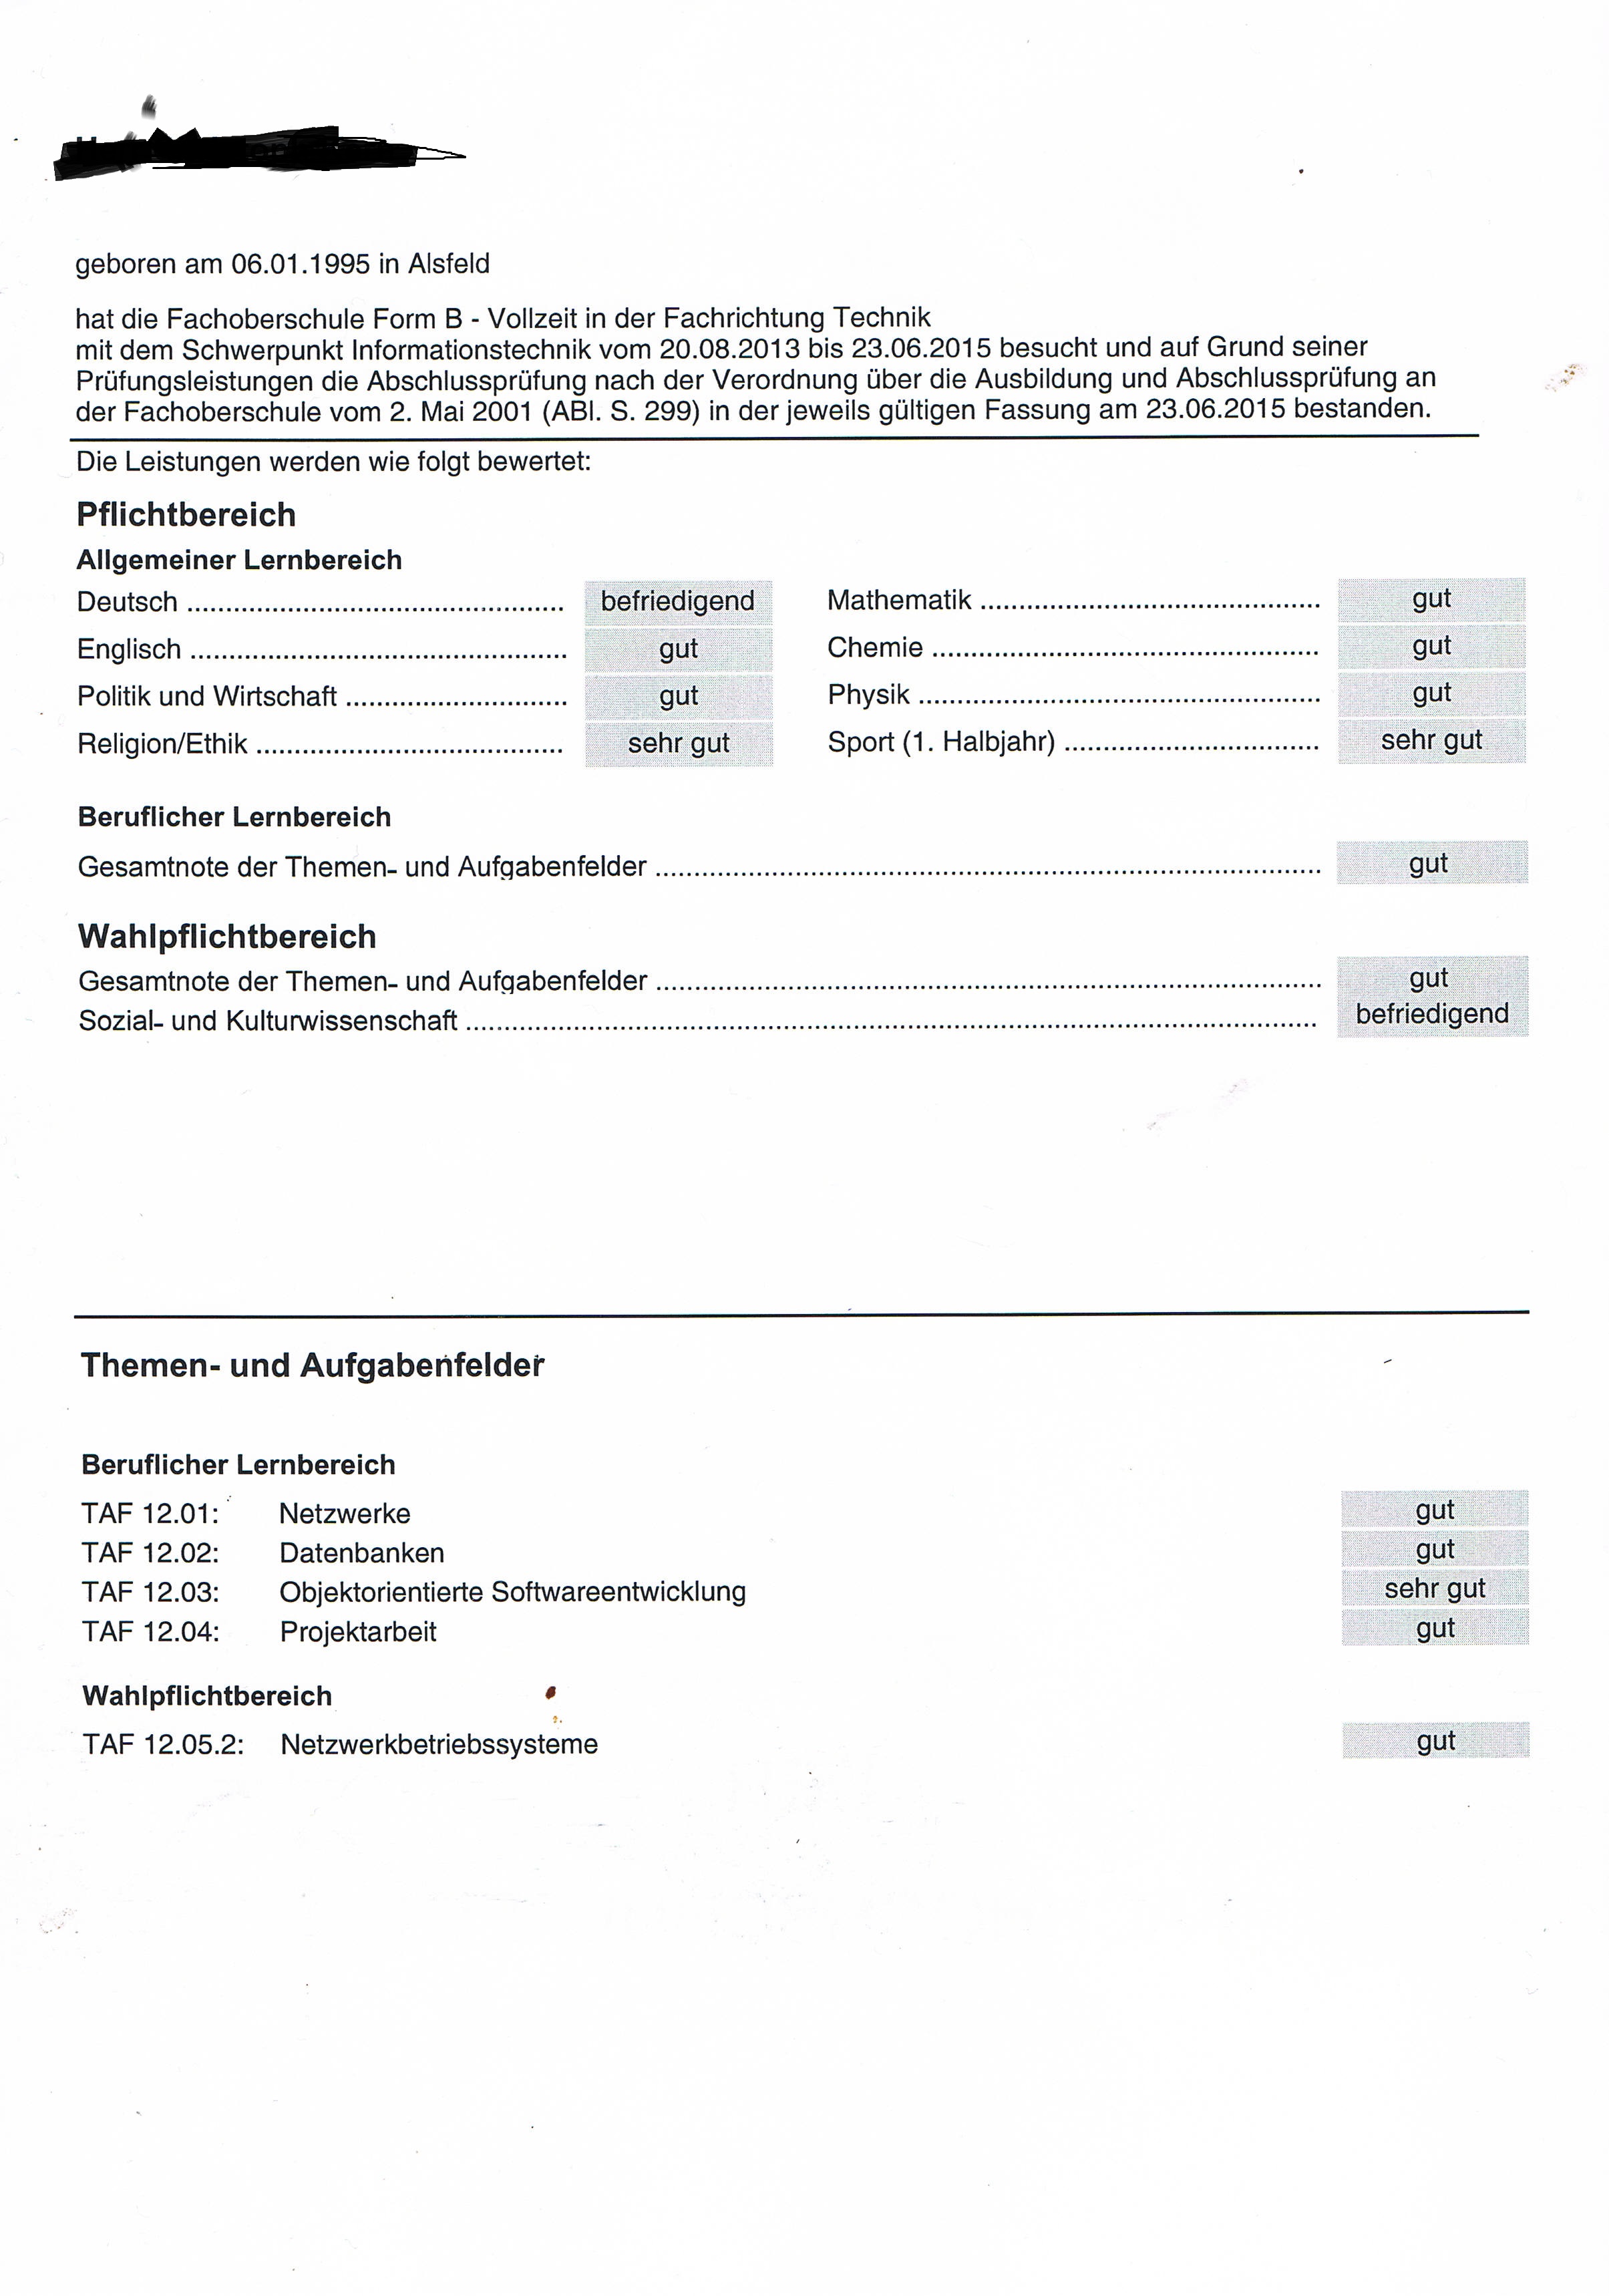 geboren am 06.01.1995 in Alsfeld
hat die Fachoberschule Form B - Vollzeit in der Fachrichtung Technik
mit dem Schwerpunkt Informationstechnik vom 20.08.2013 bis 23.06.2015 besucht und auf Grund seiner
Prüfungsleistungen die Abschlussprüfung nach der Verordnung über die Ausbildung und Abschlussprüfung an
der Fachoberschule vom 2. Mai 2001 (ABl. S. 299) in der jeweils gültigen Fassung am 23.06.2015 bestanden.
Die Leistungen werden wie folgt bewertet:
Pflichtbereich
Allgemeiner Lernbereich
Deutsch ................................................. befriedigend Mathematik ............................................ gut
Englisch ................................................. gut Chemie .................................................. gut
Politik und Wirtschaft ............................. gut Physik .................................................... gut
Religion/Ethik ........................................ sehr gut Sport (1. Halbjahr) ................................. sehr gut
Beruflicher Lernbereich
Gesamtnote der Themen- und Aufgabenfelder ....................................................................................... gut
Wahlpflichtbereich
Gesamtnote der Themen- und Aufgabenfelder ....................................................................................... gut
Sozial- und Kulturwissenschaft ............................................................................................................... befriedigend
Themen- und Aufgabenfelder
Beruflicher Lernbereich
TAF 12.01: Netzwerke gut
TAF 12.02: Datenbanken gut
TAF 12.03: Objektorientierte Softwareentwicklung sehr gut
TAF 12.04: Projektarbeit gut
Wahlpflichtbereich
TAF 12.05.2: Netzwerkbetriebssysteme gut